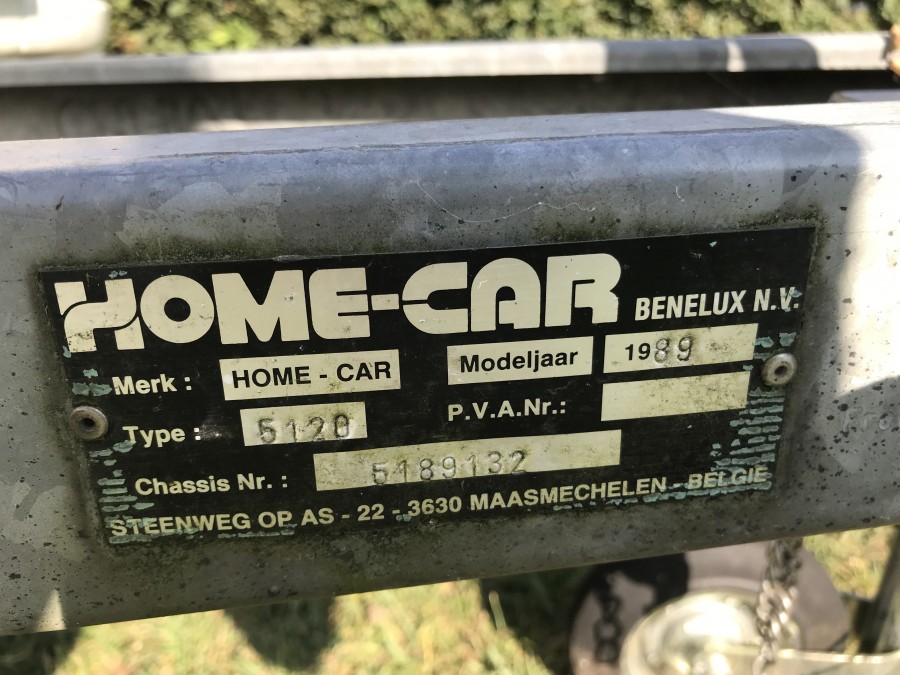 HOME-CAR BENELUX N.V.
Merk : HOME - CAR Modeljaar 1989
Type : 5120 P.V.A.Nr.:
Chassis Nr. : 5189132
STEENWEG OP AS - 22 - 3630 MAASMECHELEN - BELGIE